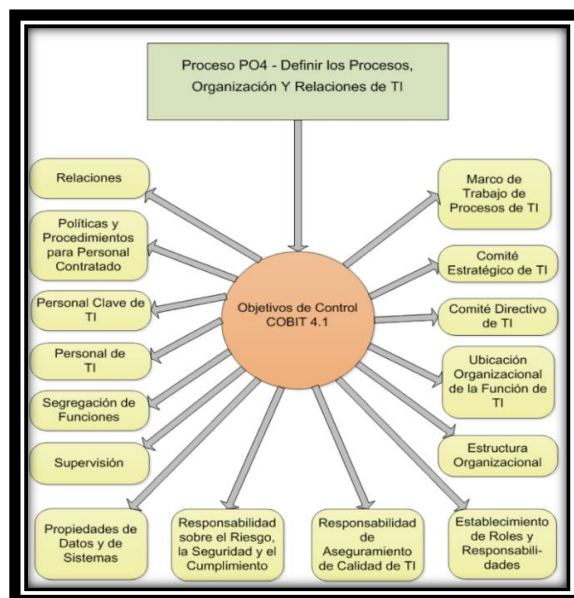 Proceso PO4 - Definir los Procesos,
Organización Y Relaciones de TI
Relaciones
Políticas y
Procedimientos
para Personal
Contratado
Personal Clave de
TI
Personal de
TI
Segregación de
Funciones
Supervisión
Propiedades de
Datos y de
Sistemas
Objetivos de Control
COBIT 4.1
Marco de
Trabajo de
Procesos de TI
Comité
Estratégico de TI
Comité Directivo
de TI
Ubicación
Organizacional
de la Función de
TI
Estructura
Organizacional
Responsabilidad
sobre el Riesgo,
la Seguridad y el
Cumplimiento
Responsabilidad
de
Aseguramiento
de Calidad de TI
Establecimiento
de Roles y
Responsabili-
dades